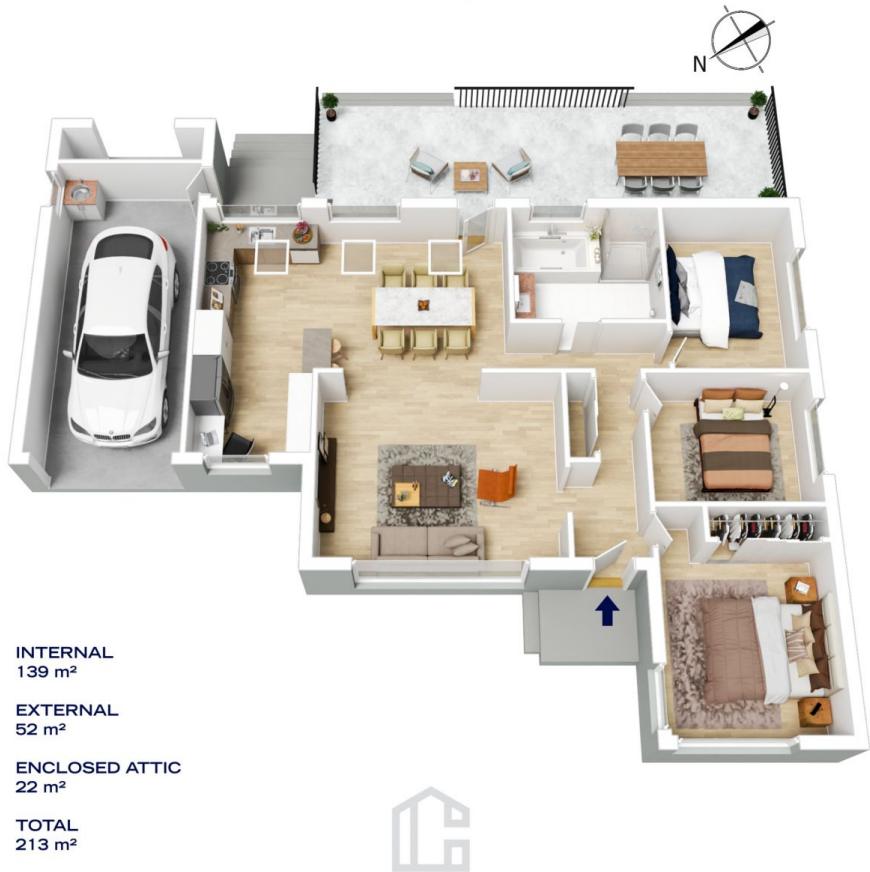 N
INTERNAL
139 m²
EXTERNAL
52 m²
ENCLOSED ATTIC
22 m²
TOTAL
213 m²